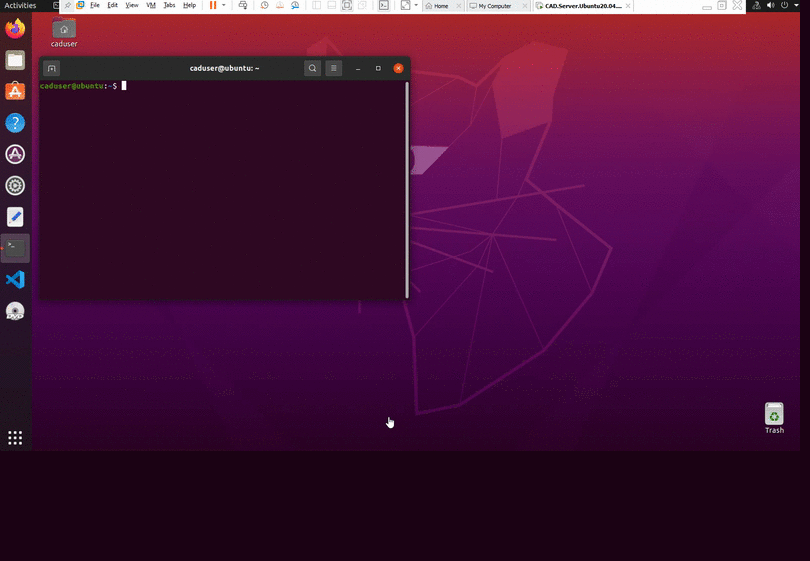 Activities File Edit View VM Tabs Help Home My Computer CAD.Server.Ubuntu20.04....
caduser
caduser@ubuntu: ~
caduser@ubuntu:~$
Trash